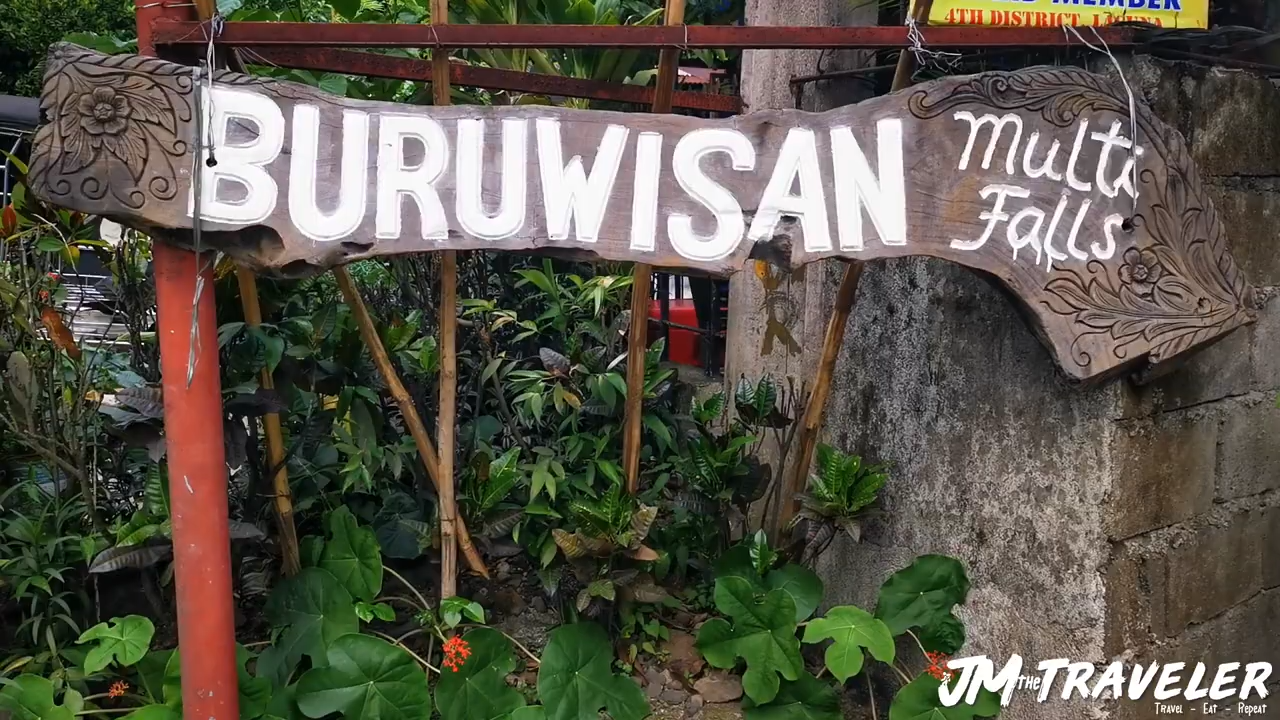 MEMBER
4TH DISTRICT, LAGUNA
BURUWISAN
Multi
Falls
JM the TRAVELER
Travel - Eat - Repeat